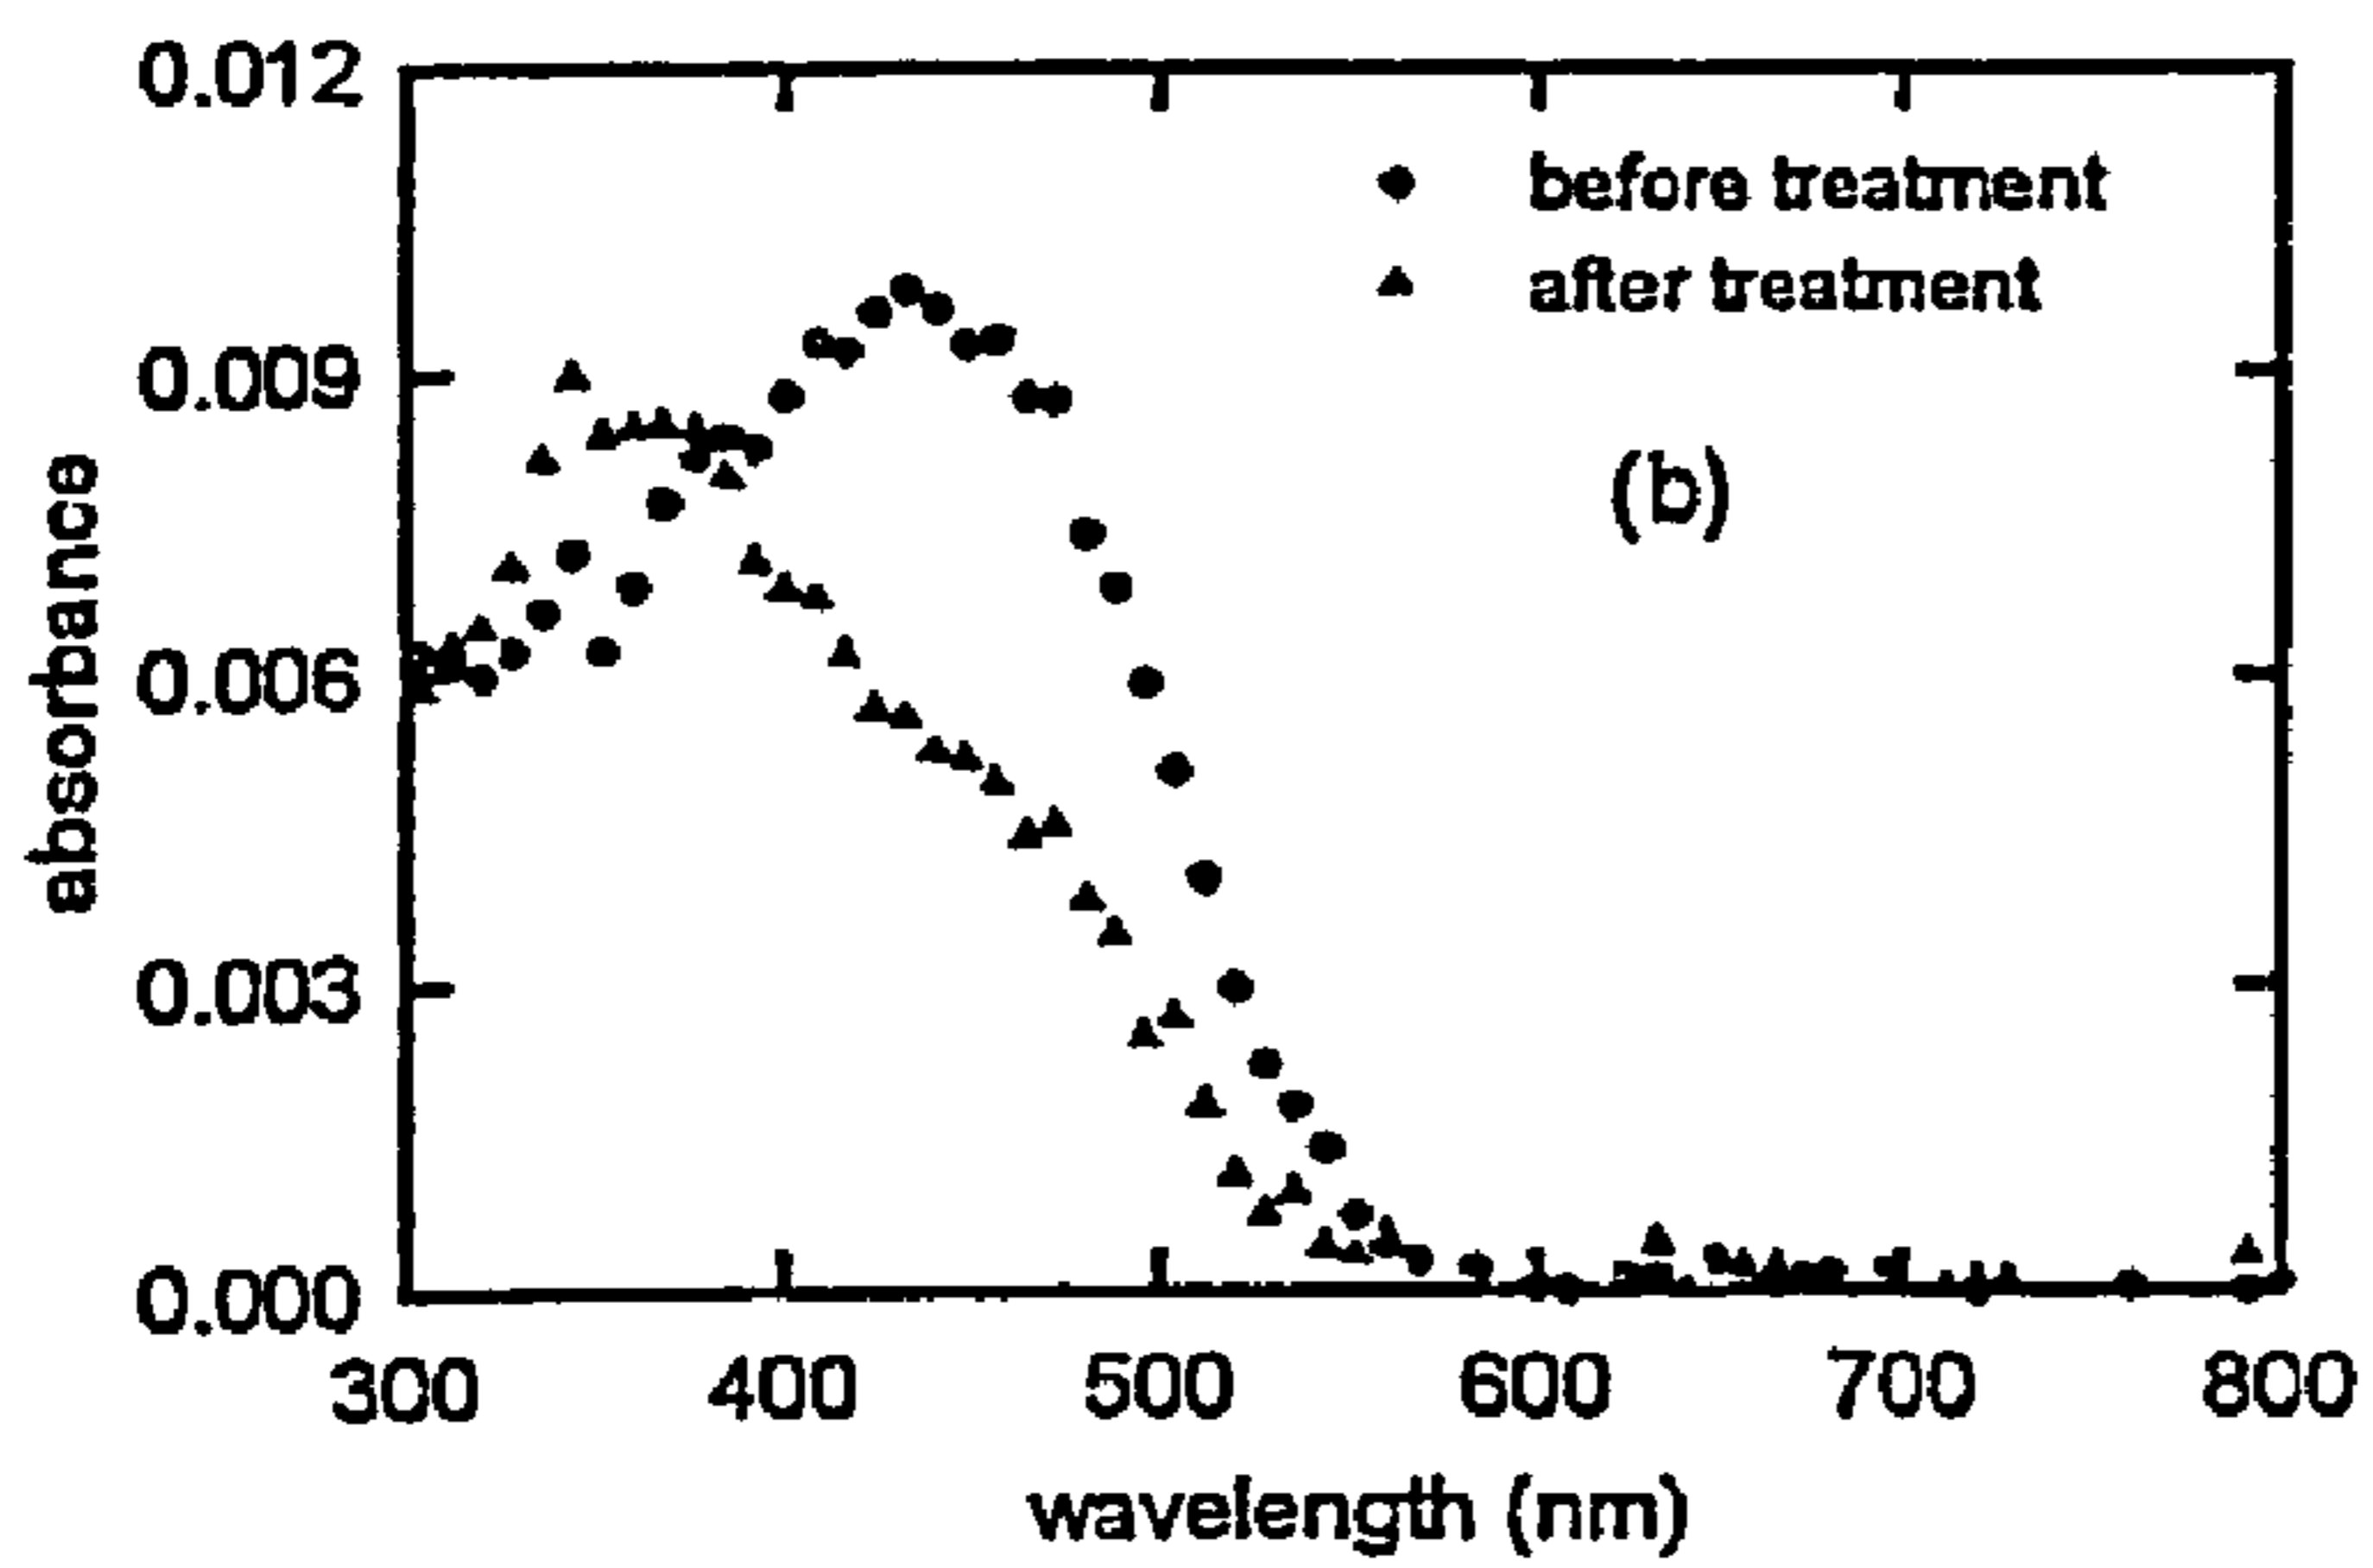 0.012
before treatment
after treatment
0.009
(b)
absorbance
0.006
0.003
0.000
300 400 500 600 700 800
wavelength (nm)